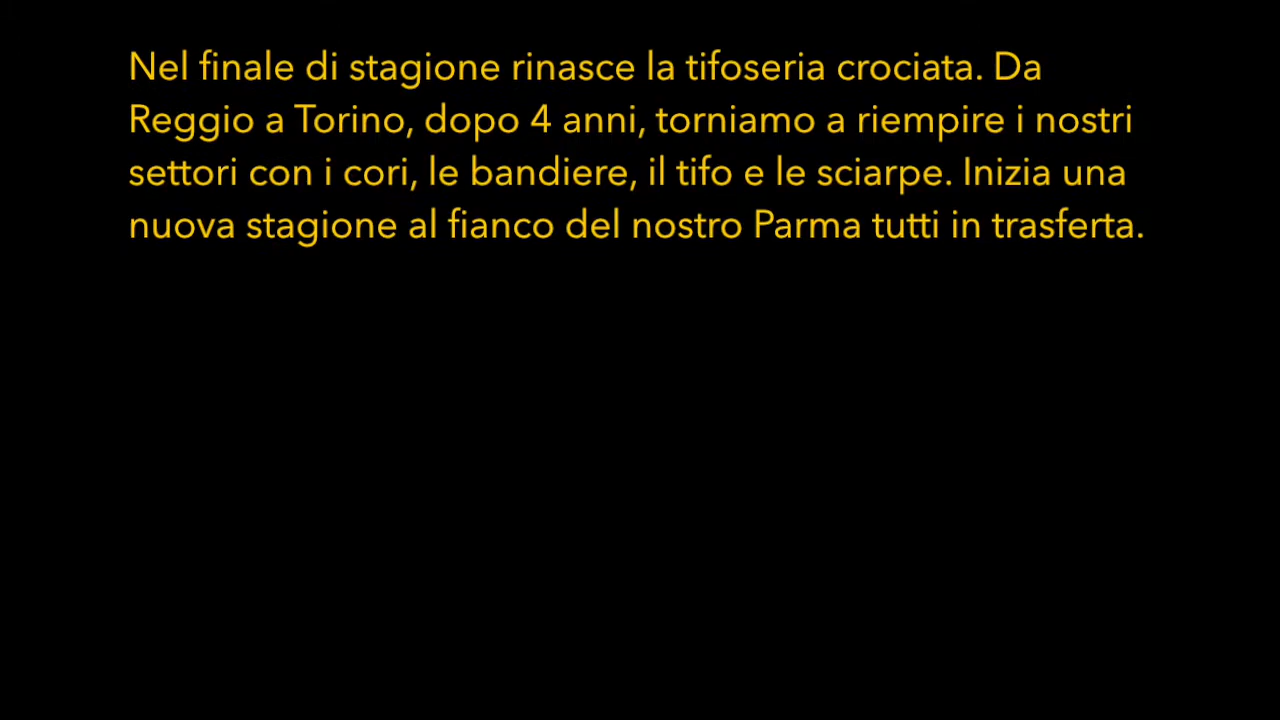 Nel finale di stagione rinasce la tifoseria crociata. Da
Reggio a Torino, dopo 4 anni, torniamo a riempire i nostri
settori con i cori, le bandiere, il tifo e le sciarpe. Inizia una
nuova stagione al fianco del nostro Parma tutti in trasferta.